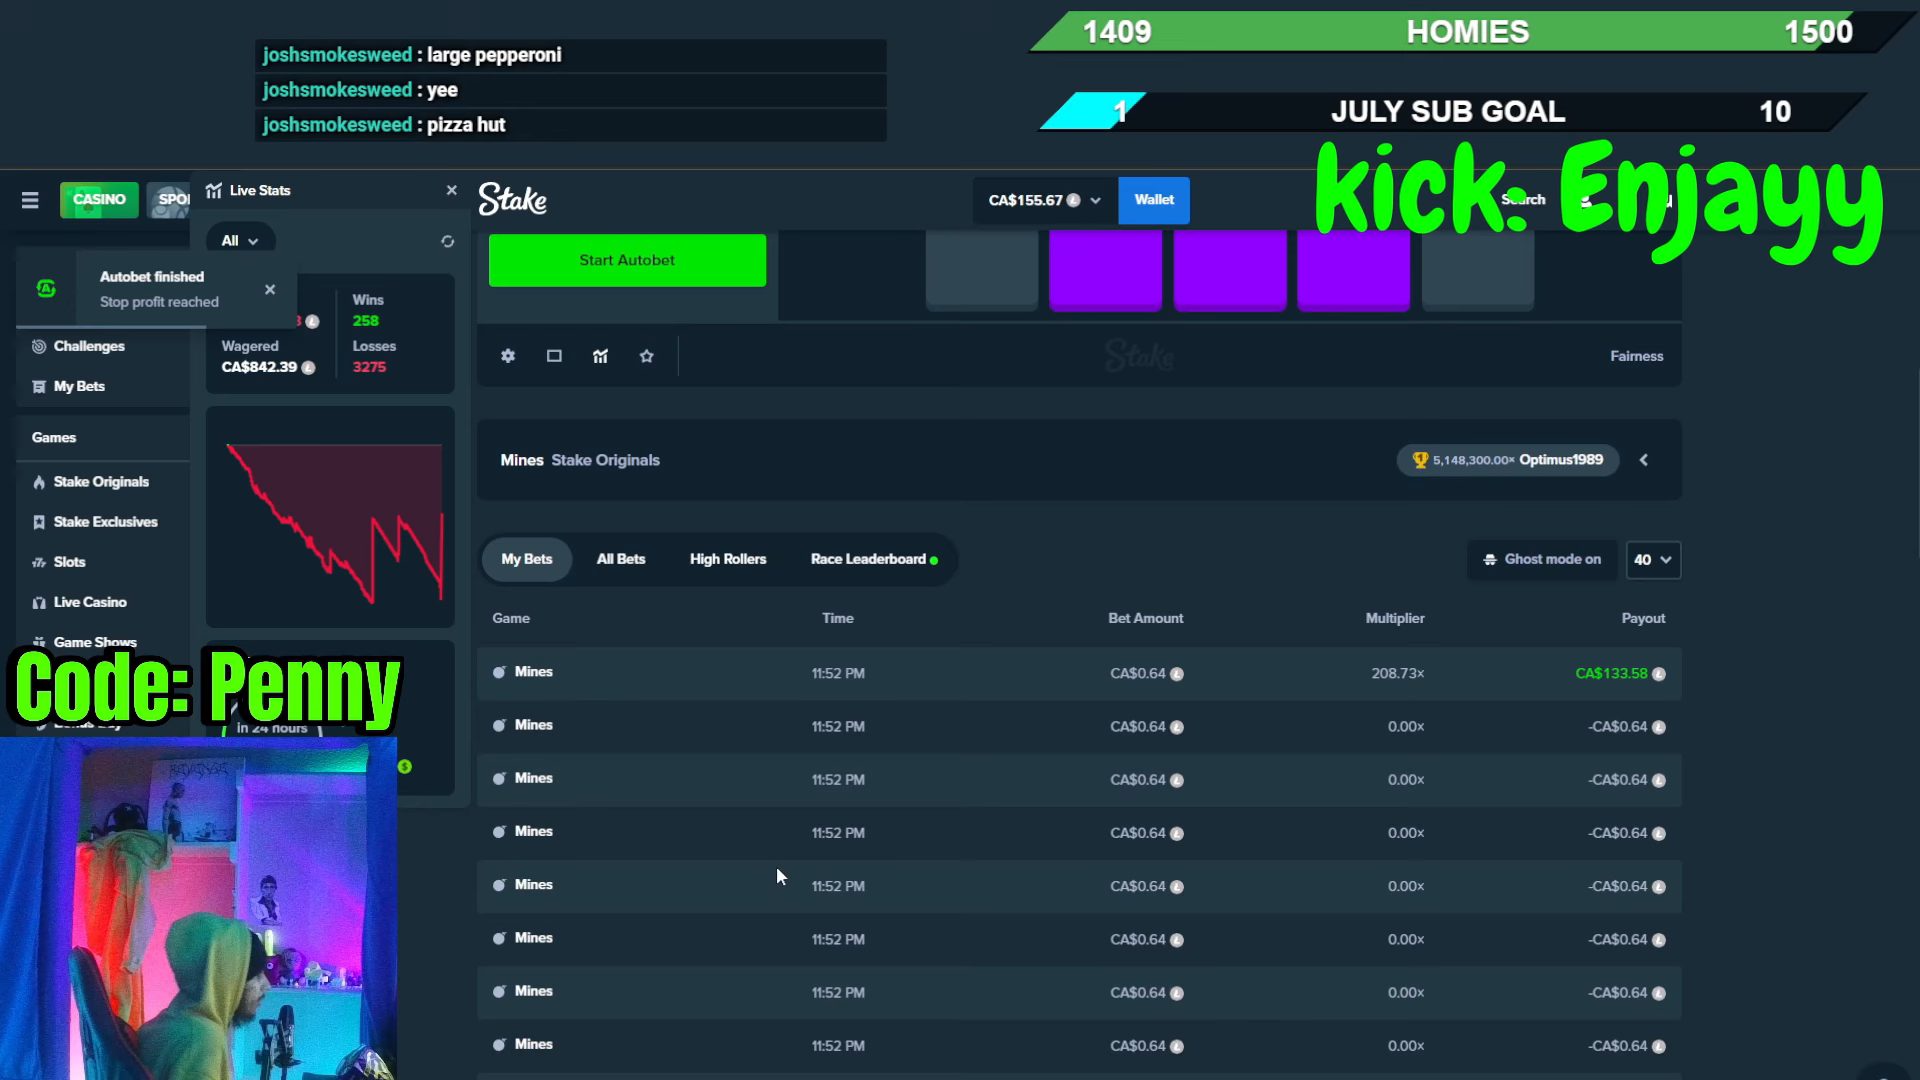 1409 HOMIES 1500
joshsmokesweed : large pepperoni
joshsmokesweed : yee
joshsmokesweed : pizza hut
1 JULY SUB GOAL 10
kick: Enjayy
CASINO
Live Stats
Stake
CA$155.67
Wallet
All
Autobet finished
Stop profit reached
Wins
258
Wagered
CA$842.39
Losses
3275
Start Autobet
Challenges
My Bets
Stake
Fairness
Games
Stake Originals
Stake Exclusives
Slots
Live Casino
Game Shows
Mines Stake Originals
5,148,300.00× Optimus1989
My Bets All Bets High Rollers Race Leaderboard
Ghost mode on 40
Game Time Bet Amount Multiplier Payout
Mines 11:52 PM CA$0.64 208.73× CA$133.58
Mines 11:52 PM CA$0.64 0.00× -CA$0.64
Mines 11:52 PM CA$0.64 0.00× -CA$0.64
Mines 11:52 PM CA$0.64 0.00× -CA$0.64
Mines 11:52 PM CA$0.64 0.00× -CA$0.64
Mines 11:52 PM CA$0.64 0.00× -CA$0.64
Mines 11:52 PM CA$0.64 0.00× -CA$0.64
Mines 11:52 PM CA$0.64 0.00× -CA$0.64
Code: Penny
in 24 hours